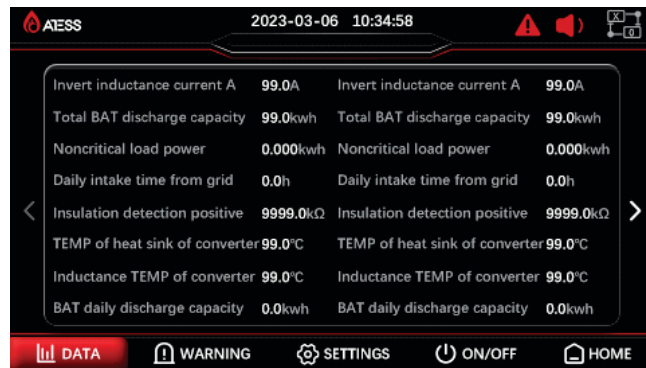 ATESS 2023-03-06 10:34:58 X 0
Invert inductance current A 99.0A Invert inductance current A 99.0A
Total BAT discharge capacity 99.0kwh Total BAT discharge capacity 99.0kwh
Noncritical load power 0.000kwh Noncritical load power 0.000kwh
Daily intake time from grid 0.0h Daily intake time from grid 0.0h
Insulation detection positive 9999.0kΩ Insulation detection positive 9999.0kΩ
TEMP of heat sink of converter 99.0℃ TEMP of heat sink of converter 99.0℃
Inductance TEMP of converter 99.0℃ Inductance TEMP of converter 99.0℃
BAT daily discharge capacity 0.0kwh BAT daily discharge capacity 0.0kwh
DATA WARNING SETTINGS ON/OFF HOME